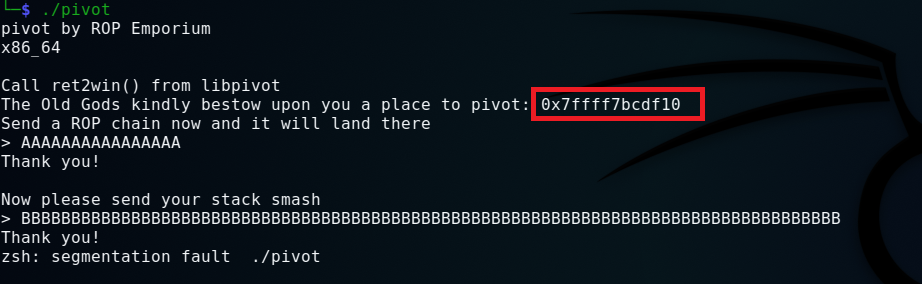 └─$ ./pivot
pivot by ROP Emporium
x86_64
Call ret2win() from libpivot
The Old Gods kindly bestow upon you a place to pivot: 0x7ffff7bcdf10
Send a ROP chain now and it will land there
> AAAAAAAAAAAAAAAA
Thank you!
Now please send your stack smash
> BBBBBBBBBBBBBBBBBBBBBBBBBBBBBBBBBBBBBBBBBBBBBBBBBBBBBBBBBBBBBBBBBBBBBBBBBBBBBBBBBB
Thank you!
zsh: segmentation fault  ./pivot